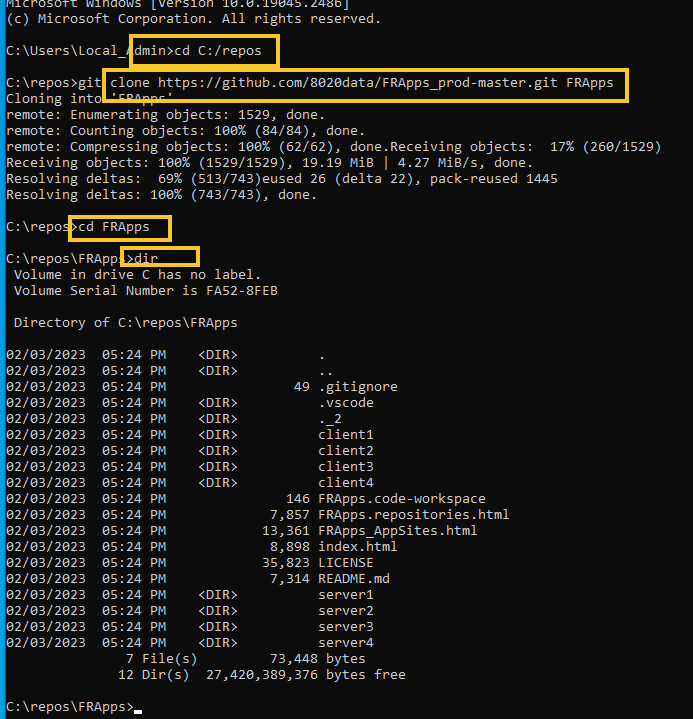 Microsoft Windows [Version 10.0.19045.2486]
(c) Microsoft Corporation. All rights reserved.
C:\Users\Local_Admin>cd C:/repos
C:\repos>git clone https://github.com/8020data/FRApps_prod-master.git FRApps
Cloning into 'FRApps'
remote: Enumerating objects: 1529, done.
remote: Counting objects: 100% (84/84), done.
remote: Compressing objects: 100% (62/62), done.Receiving objects:  17% (260/1529)
Receiving objects: 100% (1529/1529), 19.19 MiB | 4.27 MiB/s, done.
Resolving deltas:  69% (513/743)eused 26 (delta 22), pack-reused 1445
Resolving deltas: 100% (743/743), done.
C:\repos>cd FRApps
C:\repos\FRApps>dir
 Volume in drive C has no label.
 Volume Serial Number is FA52-8FEB
 Directory of C:\repos\FRApps
02/03/2023  05:24 PM    <DIR>          .
02/03/2023  05:24 PM    <DIR>          ..
02/03/2023  05:24 PM                49 .gitignore
02/03/2023  05:24 PM    <DIR>          .vscode
02/03/2023  05:24 PM    <DIR>          ._2
02/03/2023  05:24 PM    <DIR>          client1
02/03/2023  05:24 PM    <DIR>          client2
02/03/2023  05:24 PM    <DIR>          client3
02/03/2023  05:24 PM    <DIR>          client4
02/03/2023  05:24 PM               146 FRApps.code-workspace
02/03/2023  05:24 PM             7,857 FRApps.repositories.html
02/03/2023  05:24 PM            13,361 FRApps_AppSites.html
02/03/2023  05:24 PM             8,898 index.html
02/03/2023  05:24 PM            35,823 LICENSE
02/03/2023  05:24 PM             7,314 README.md
02/03/2023  05:24 PM    <DIR>          server1
02/03/2023  05:24 PM    <DIR>          server2
02/03/2023  05:24 PM    <DIR>          server3
02/03/2023  05:24 PM    <DIR>          server4
               7 File(s)         73,448 bytes
              12 Dir(s)  27,420,389,376 bytes free
C:\repos\FRApps>